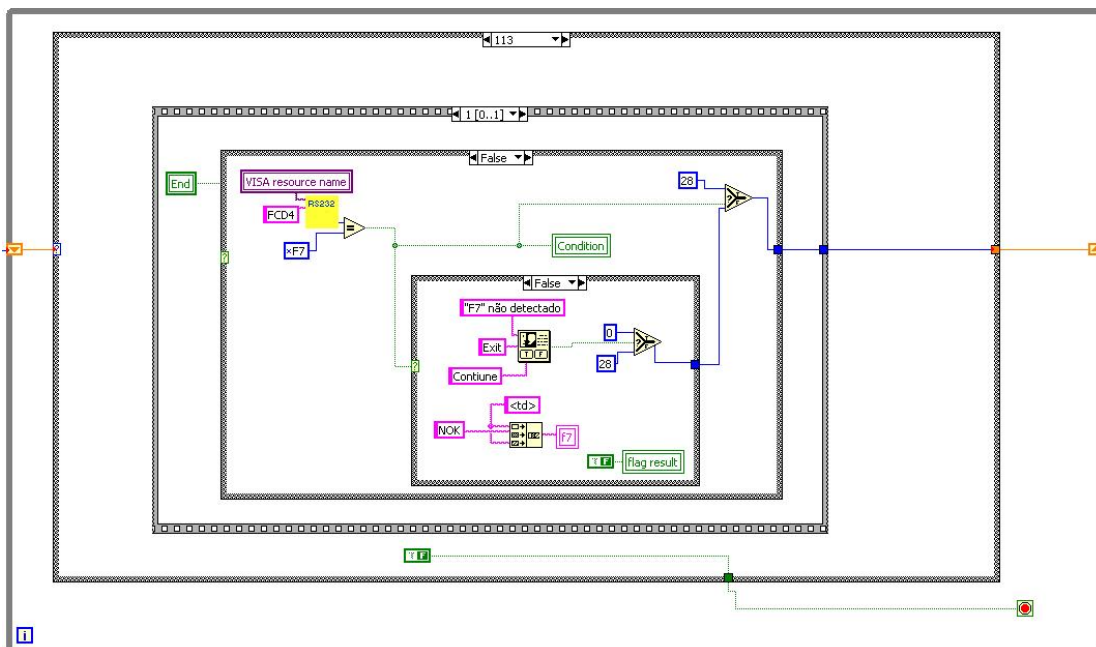 113
1 [0..1]
False
End
VISA resource name
RS232
FCD4
=
×F7
28
?
Condition
False
"F7" não detectado
Exit
T F
Contiune
0
28
<td>
NOK
f7
T F
flag result
T F
i